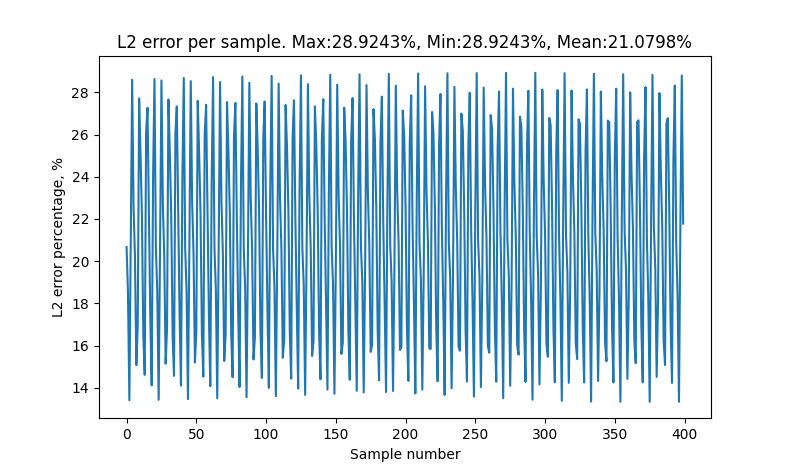 L2 error per sample. Max:28.9243%, Min:28.9243%, Mean:21.0798%
L2 error percentage, %
28
26
24
22
20
18
16
14
0 50 100 150 200 250 300 350 400
Sample number